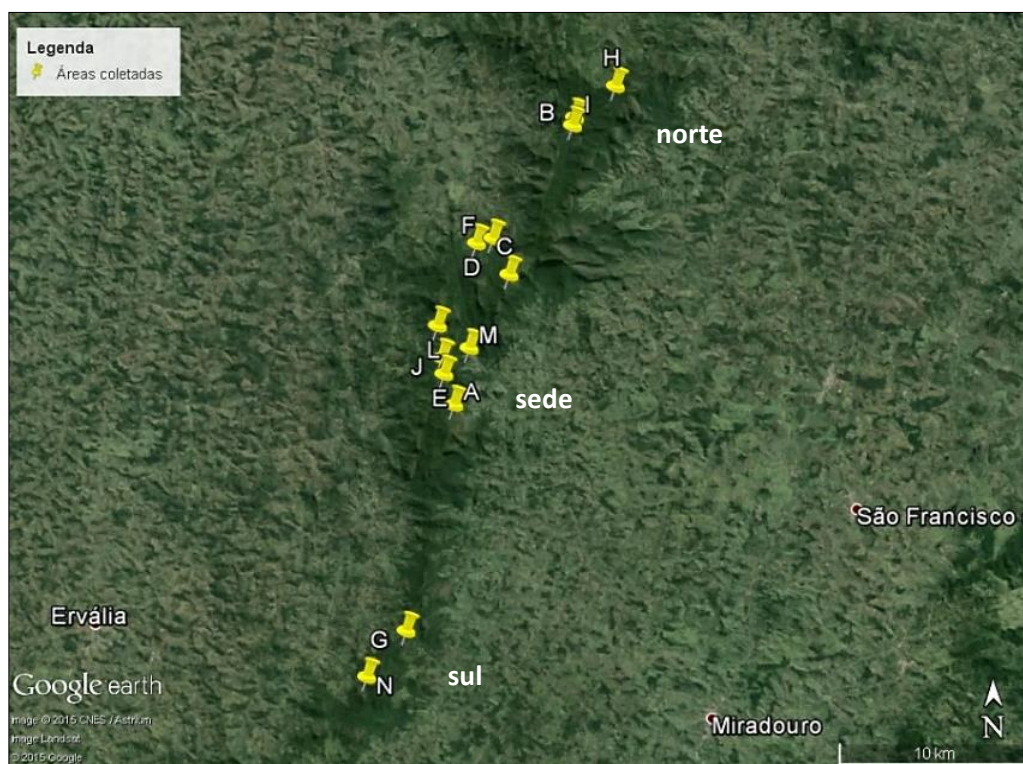 Legenda
Áreas coletadas
H
B
I
norte
F
C
D
M
L
J
E
A
sede
São Francisco
Ervália
G
sul
N
Google earth
Image © 2015 CNES / Astrium
Image Landsat
© 2015 Google
Miradouro
N
10 km